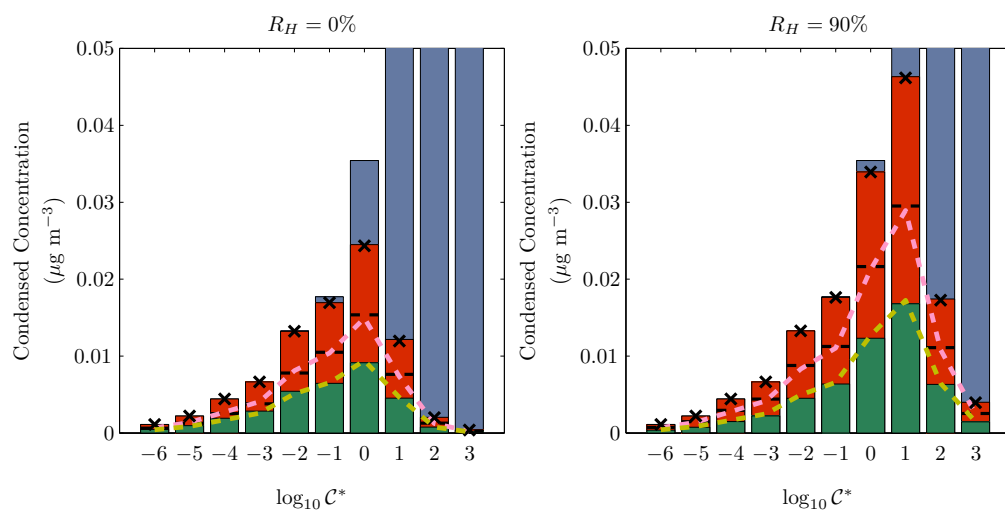 R_H = 0%
0.05
0.04
0.03
0.02
0.01
0
Condensed Concentration
(μg m⁻³)
−6 −5 −4 −3 −2 −1 0 1 2 3
log₁₀ 𝒞*
R_H = 90%
0.05
0.04
0.03
0.02
0.01
0
Condensed Concentration
(μg m⁻³)
−6 −5 −4 −3 −2 −1 0 1 2 3
log₁₀ 𝒞*